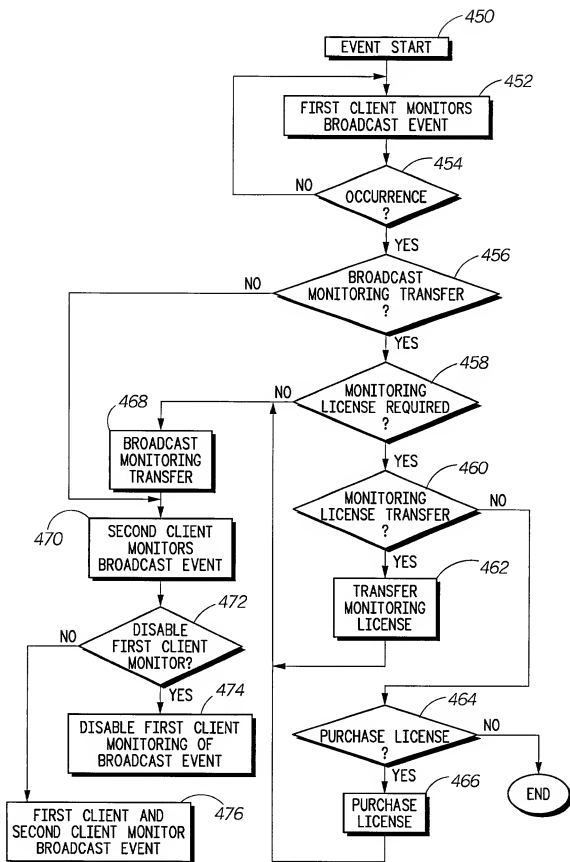 450
EVENT START
452
FIRST CLIENT MONITORS
BROADCAST EVENT
454
NO
OCCURRENCE
?
YES
456
NO
BROADCAST
MONITORING TRANSFER
?
YES
458
NO
MONITORING
LICENSE REQUIRED
?
YES
468
BROADCAST
MONITORING
TRANSFER
460
MONITORING
LICENSE TRANSFER
?
NO
YES
470
SECOND CLIENT
MONITORS
BROADCAST EVENT
462
TRANSFER
MONITORING
LICENSE
472
NO
DISABLE
FIRST CLIENT
MONITOR?
YES
474
DISABLE FIRST CLIENT
MONITORING OF
BROADCAST EVENT
464
PURCHASE LICENSE
?
NO
YES
466
PURCHASE
LICENSE
END
476
FIRST CLIENT AND
SECOND CLIENT MONITOR
BROADCAST EVENT